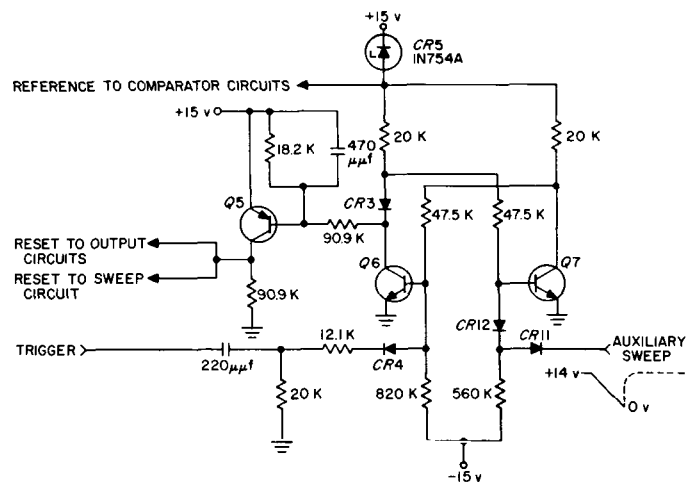 +15 v
CR5
1N754A
L
REFERENCE TO COMPARATOR CIRCUITS
+15 v
18.2 K
470
μμf
20 K
20 K
CR3
47.5 K
47.5 K
Q5
90.9 K
Q6
Q7
RESET TO OUTPUT
CIRCUITS
RESET TO SWEEP
CIRCUIT
90.9 K
CR12
TRIGGER
220μμf
12.1 K
CR4
CR11
AUXILIARY
SWEEP
20 K
820 K
560 K
+14 v
0 v
-15 v